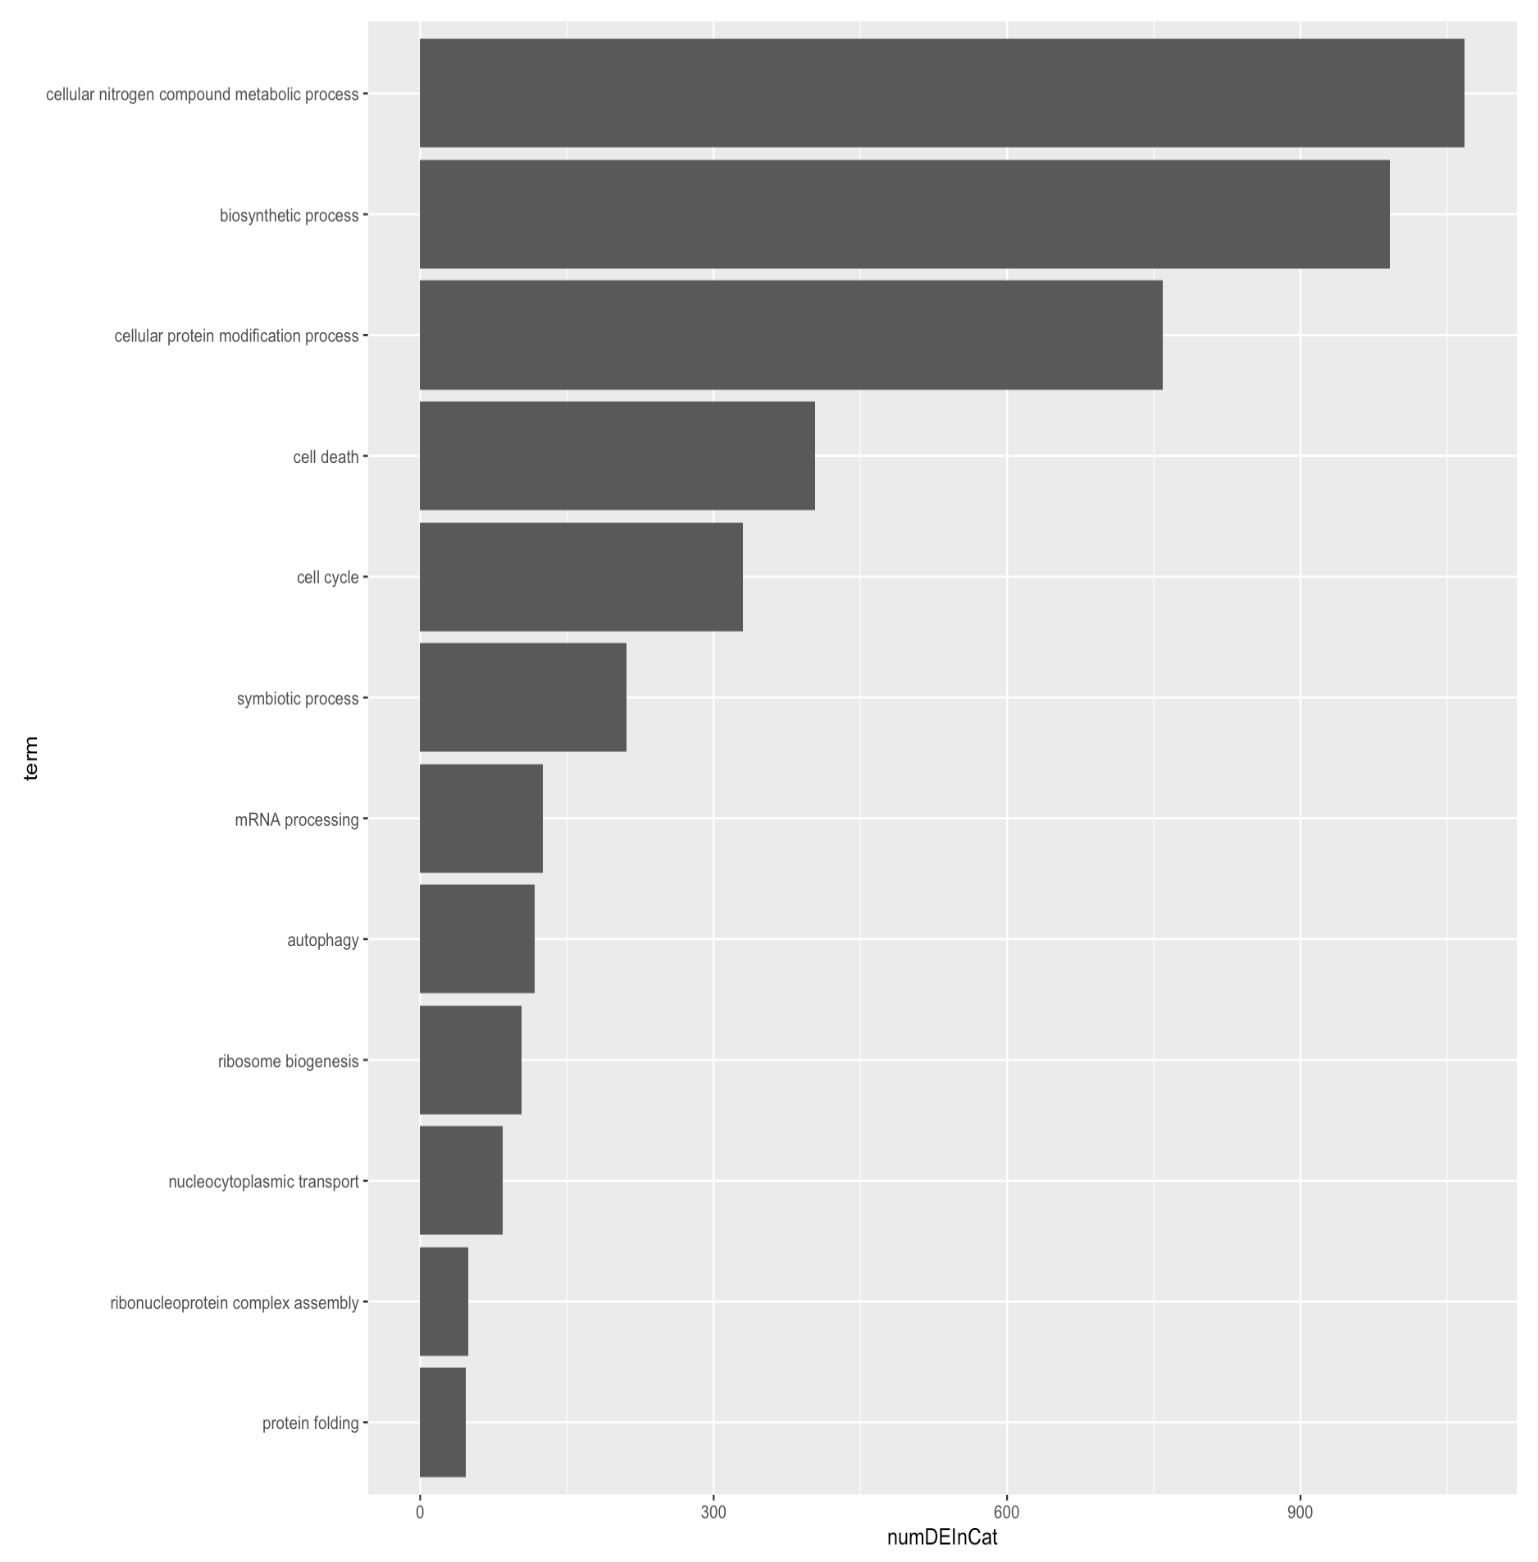 cellular nitrogen compound metabolic process
biosynthetic process
cellular protein modification process
cell death
cell cycle
symbiotic process
term
mRNA processing
autophagy
ribosome biogenesis
nucleocytoplasmic transport
ribonucleoprotein complex assembly
protein folding
0 300 600 900
numDEInCat